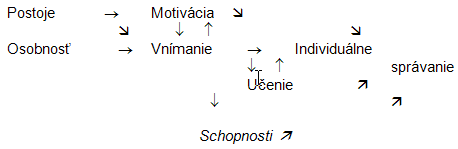 Postoje → Motivácia ↘
↘ ↓ ↑ ↘
Osobnosť → Vnímanie → Individuálne
↓ ↑ správanie
Učenie ↗
↓ ↗
Schopnosti ↗